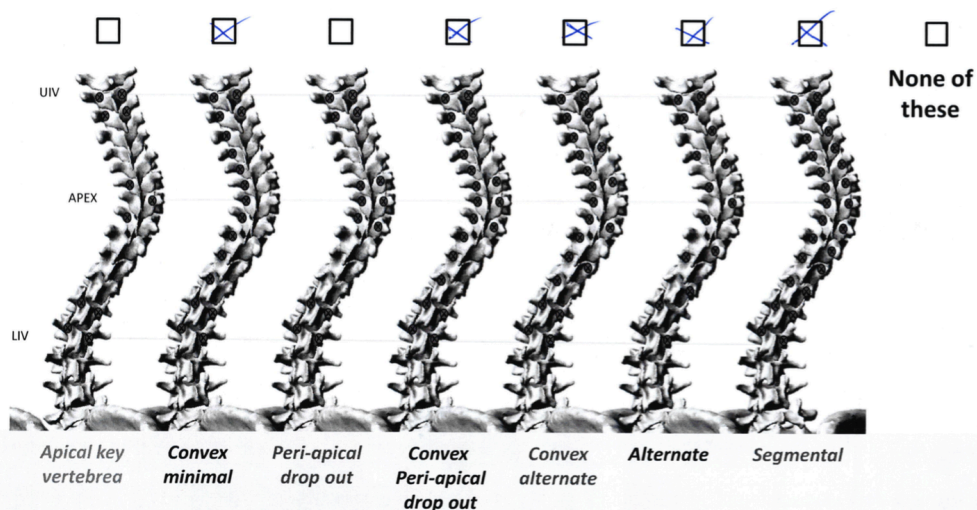 None of
these
UIV
APEX
LIV
Apical key
vertebrea
Convex
minimal
Peri-apical
drop out
Convex
Peri-apical
drop out
Convex
alternate
Alternate
Segmental